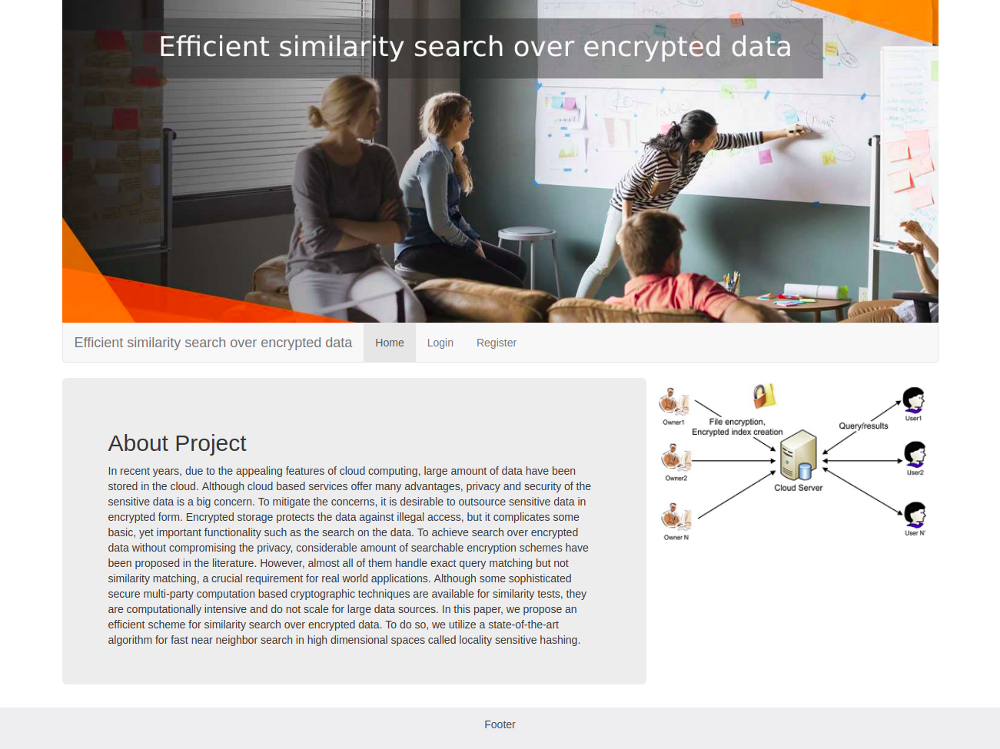 Efficient similarity search over encrypted data
Efficient similarity search over encrypted data
Home
Login
Register
About Project
In recent years, due to the appealing features of cloud computing, large amount of data have been
stored in the cloud. Although cloud based services offer many advantages, privacy and security of the
sensitive data is a big concern. To mitigate the concerns, it is desirable to outsource sensitive data in
encrypted form. Encrypted storage protects the data against illegal access, but it complicates some
basic, yet important functionality such as the search on the data. To achieve search over encrypted
data without compromising the privacy, considerable amount of searchable encryption schemes have
been proposed in the literature. However, almost all of them handle exact query matching but not
similarity matching, a crucial requirement for real world applications. Although some sophisticated
secure multi-party computation based cryptographic techniques are available for similarity tests, they
are computationally intensive and do not scale for large data sources. In this paper, we propose an
efficient scheme for similarity search over encrypted data. To do so, we utilize a state-of-the-art
algorithm for fast near neighbor search in high dimensional spaces called locality sensitive hashing.
Owner1
File encryption,
Encrypted index creation
Query/results
User1
Owner2
Cloud Server
User2
Owner N
User N'
Footer